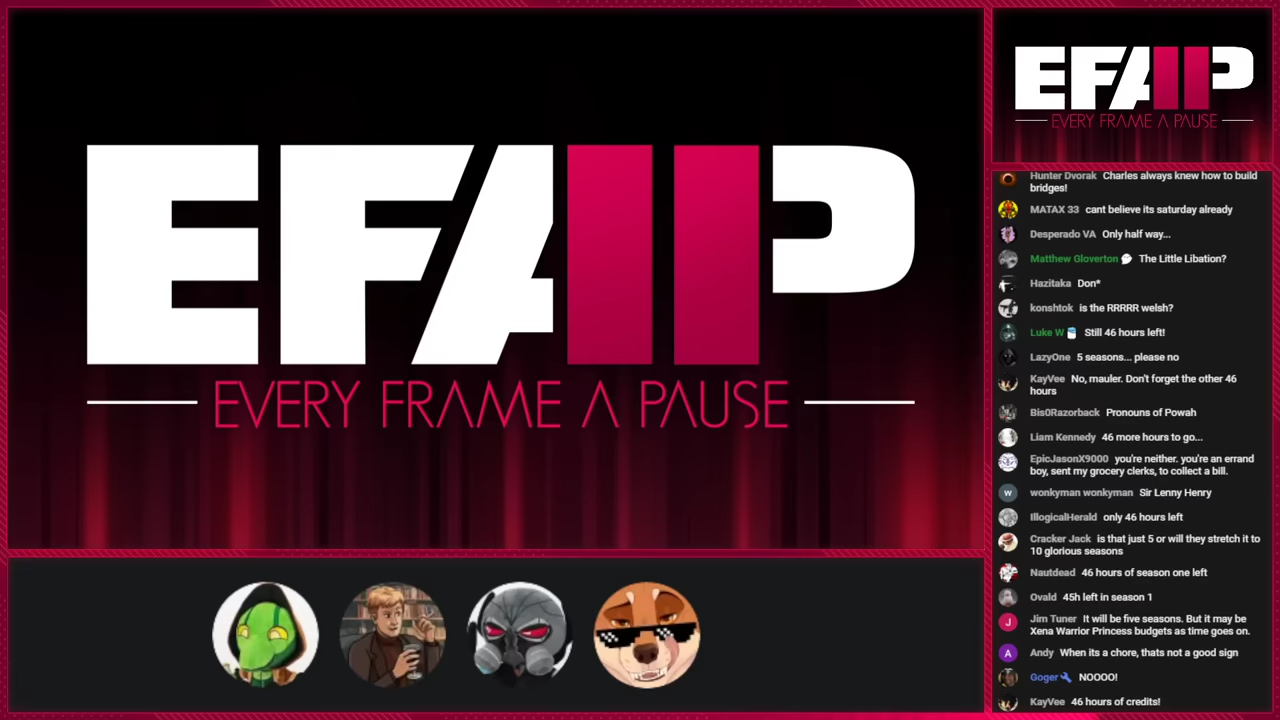 EFAP
EVERY FRAME A PAUSE
EFAP
EVERY FRAME A PAUSE
Hunter Dvorak Charles always knew how to build
bridges!
MATAX 33 cant believe its saturday already
Desperado VA Only half way...
Matthew Gloverton The Little Libation?
Hazitaka Don*
konshtok is the RRRRR welsh?
Luke W Still 46 hours left!
LazyOne 5 seasons... please no
KayVee No, mauler. Don't forget the other 46
hours
Bis0Razorback Pronouns of Powah
Liam Kennedy 46 more hours to go...
EpicJasonX9000 you're neither. you're an errand
boy, sent my grocery clerks, to collect a bill.
w
wonkyman wonkyman Sir Lenny Henry
IllogicalHerald only 46 hours left
Cracker Jack is that just 5 or will they stretch it to
10 glorious seasons
Nautdead 46 hours of season one left
Ovald 45h left in season 1
J
Jim Tuner It will be five seasons. But it may be
Xena Warrior Princess budgets as time goes on.
A
Andy When its a chore, thats not a good sign
Goger NOOOO!
KayVee 46 hours of credits!